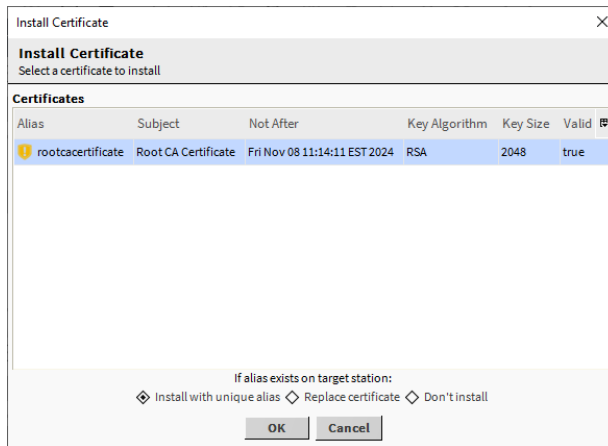 Install Certificate
Install Certificate
Select a certificate to install
Certificates
Alias Subject Not After Key Algorithm Key Size Valid
rootcacertificate Root CA Certificate Fri Nov 08 11:14:11 EST 2024 RSA 2048 true
If alias exists on target station:
Install with unique alias Replace certificate Don't install
OK Cancel